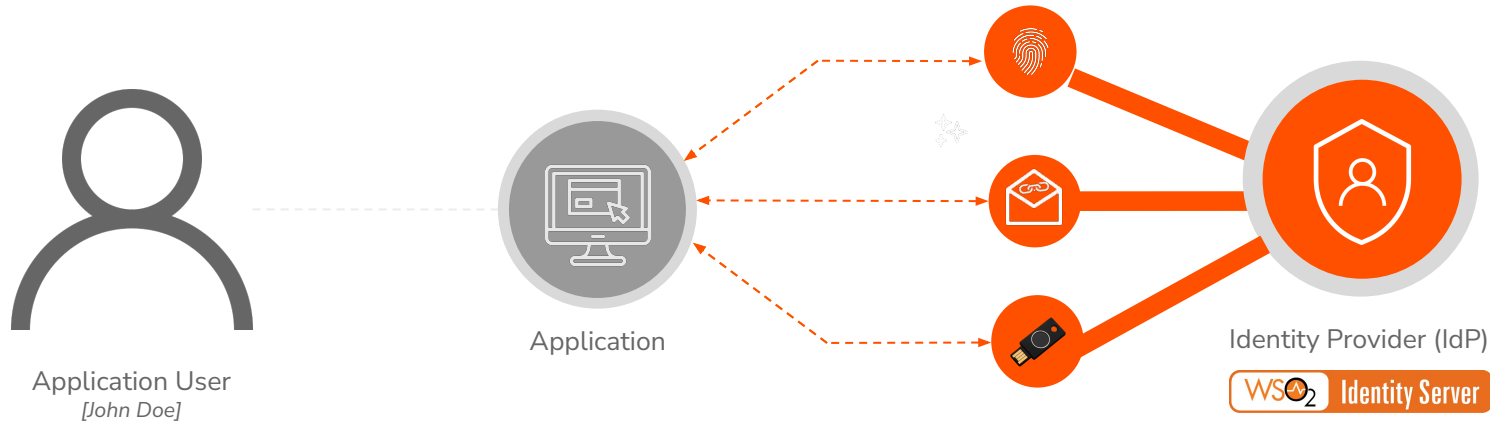 Application
Identity Provider (IdP)
Application User
[John Doe]
WSO2 Identity Server